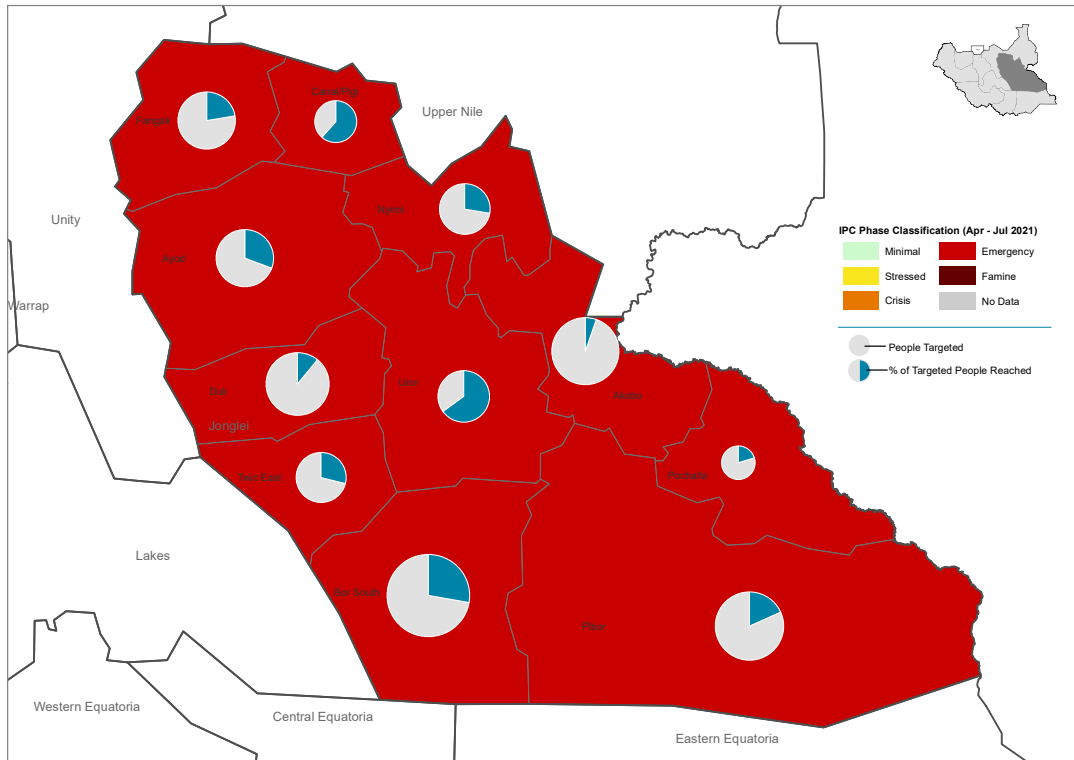 Canal/Pigi
Fangak
Upper Nile
Nyirol
Unity
Ayod
IPC Phase Classification (Apr - Jul 2021)
Minimal
Emergency
Stressed
Famine
Crisis
No Data
Warrap
People Targeted
% of Targeted People Reached
Uror
Duk
Akobo
Jonglei
Pochalla
Twic East
Lakes
Bor South
Pibor
Western Equatoria
Central Equatoria
Eastern Equatoria